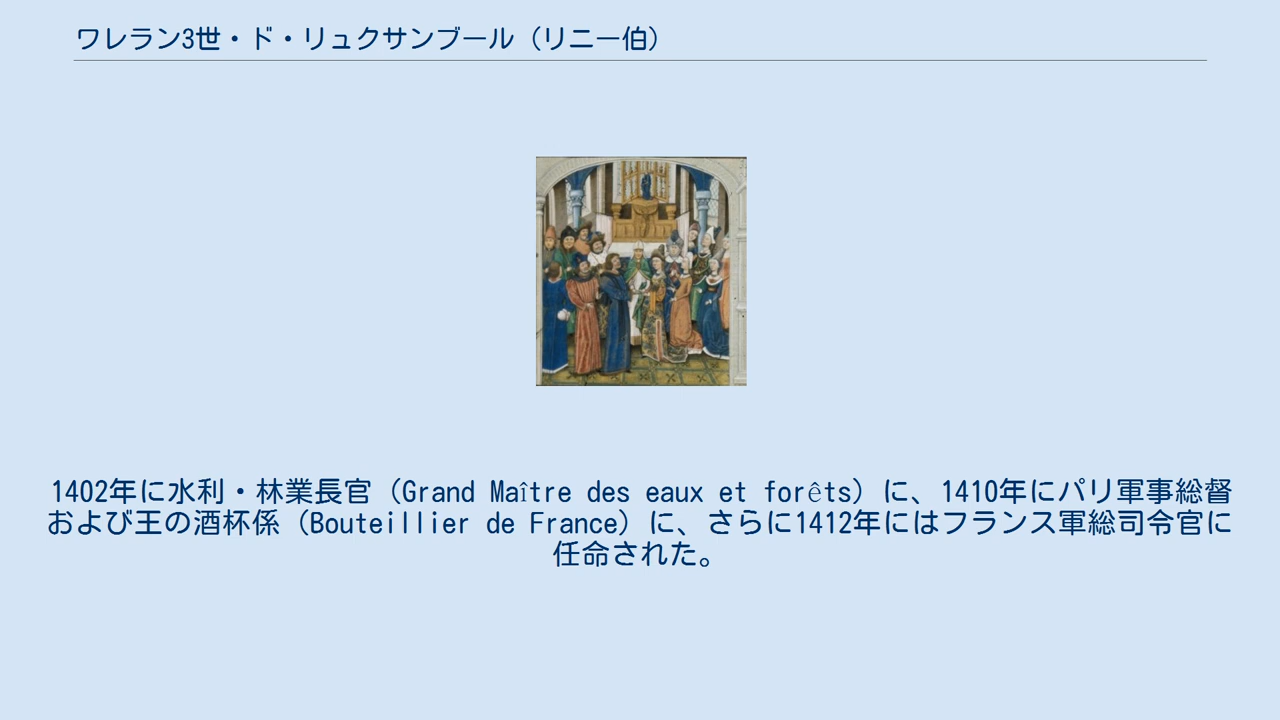 ワレラン3世・ド・リュクサンブール（リニー伯）
1402年に水利・林業長官（Grand Maître des eaux et forêts）に、1410年にパリ軍事総督
および王の酒杯係（Bouteillier de France）に、さらに1412年にはフランス軍総司令官に
任命された。